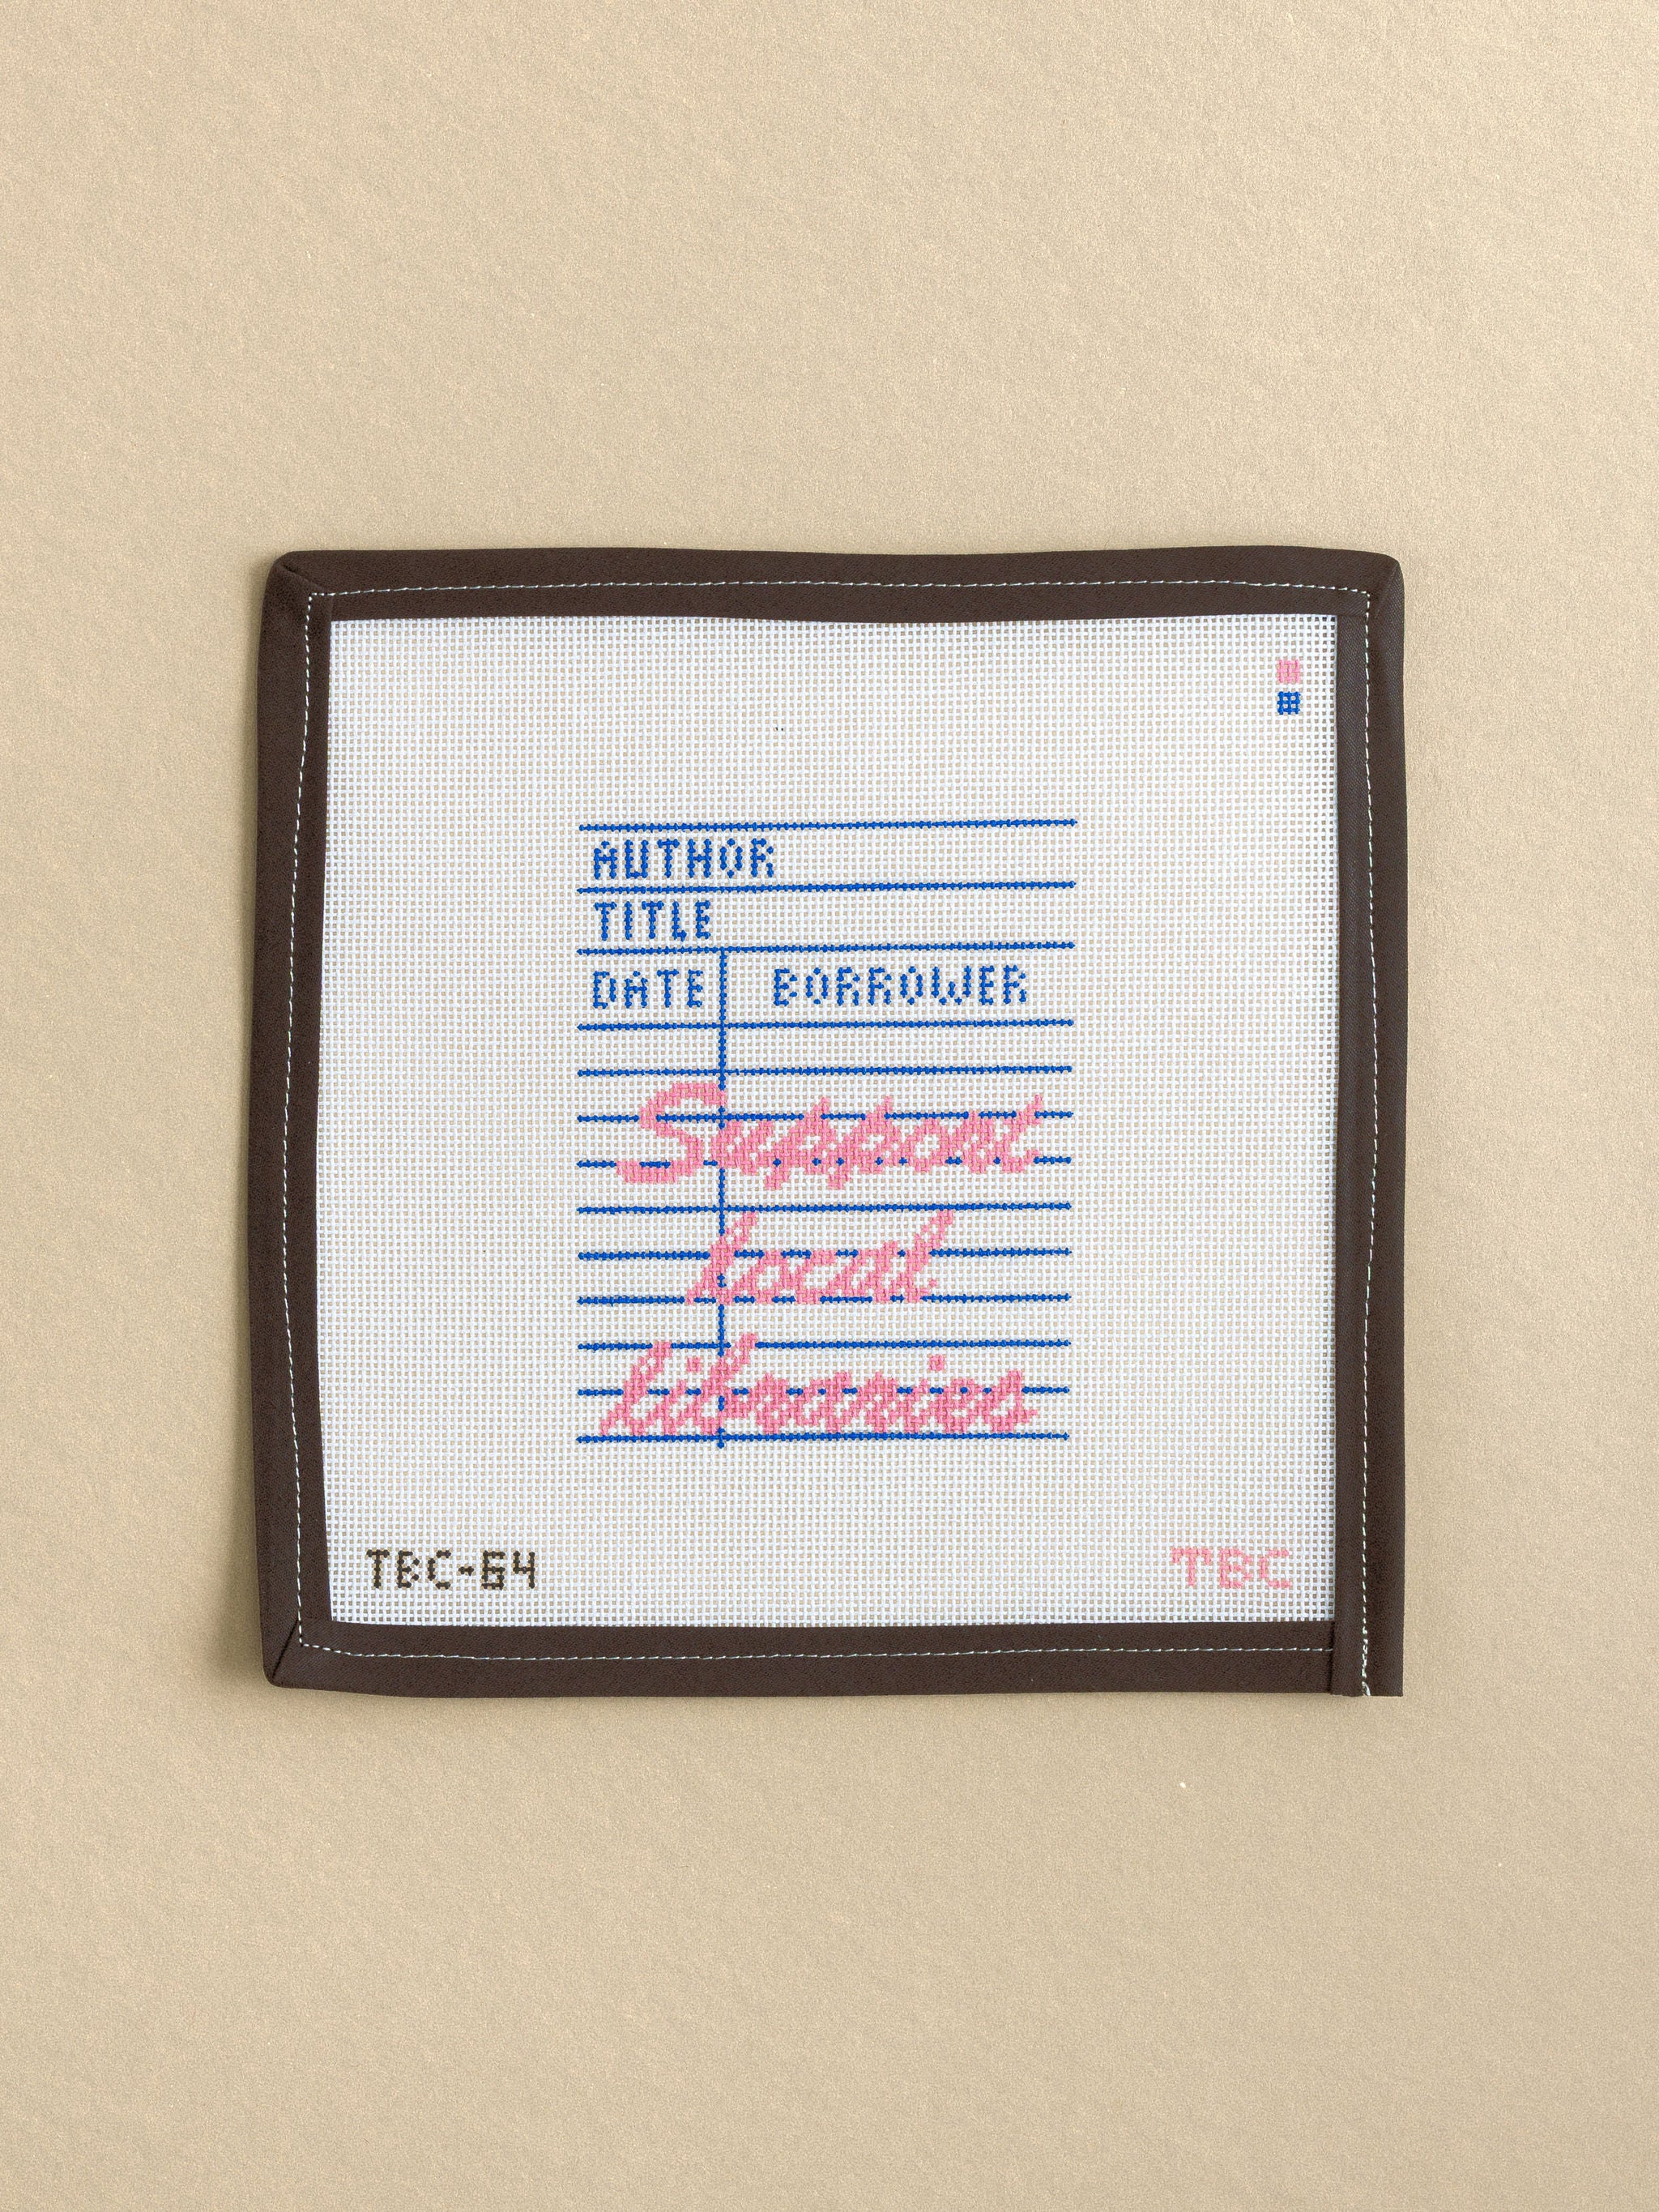 AUTHOR
TITLE
DATE BORROWER
Support
local
libraries
TBC-64 TBC